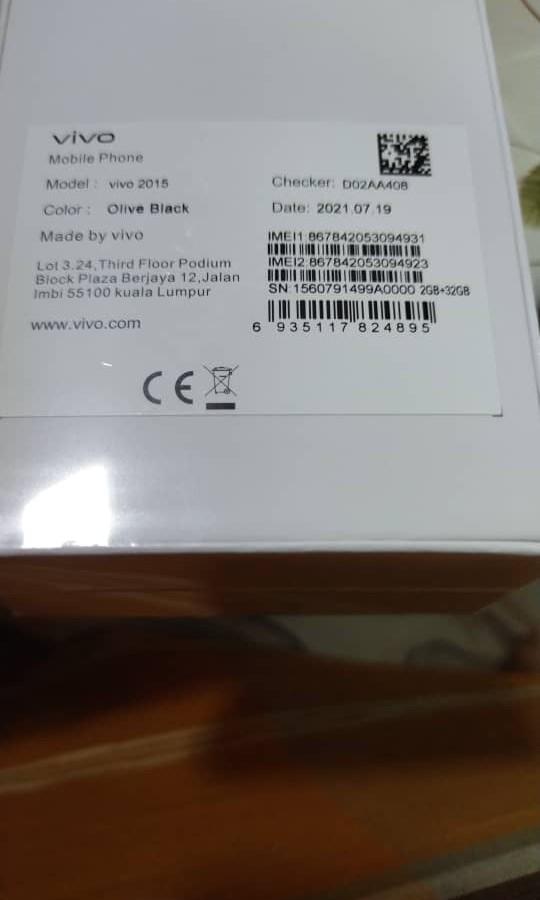 vivo
Mobile Phone
Model : vivo 2015
Color : Olive Black
Made by vivo
Lot 3.24,Third Floor Podium
Block Plaza Berjaya 12,Jalan
Imbi 55100 kuala Lumpur
www.vivo.com
Checker: D02AA408
Date: 2021.07.19
IMEI1:867842053094931
IMEI2:867842053094923
SN:1560791499A0000 2GB+32GB
6 935117 824895
CE